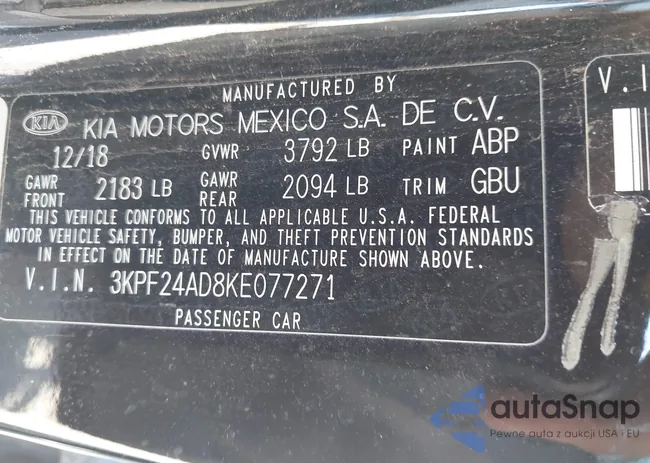 MANUFACTURED BY
KIA KIA MOTORS MEXICO S.A. DE C.V.
12/18 GVWR 3792 LB PAINT ABP
GAWR FRONT 2183 LB GAWR REAR 2094 LB TRIM GBU
THIS VEHICLE CONFORMS TO ALL APPLICABLE U.S.A. FEDERAL
MOTOR VEHICLE SAFETY, BUMPER, AND THEFT PREVENTION STANDARDS
IN EFFECT ON THE DATE OF MANUFACTURE SHOWN ABOVE.
V.I.N. 3KPF24AD8KE077271
PASSENGER CAR
V.I
autaSnap
Pewne auta z aukcji USA i EU